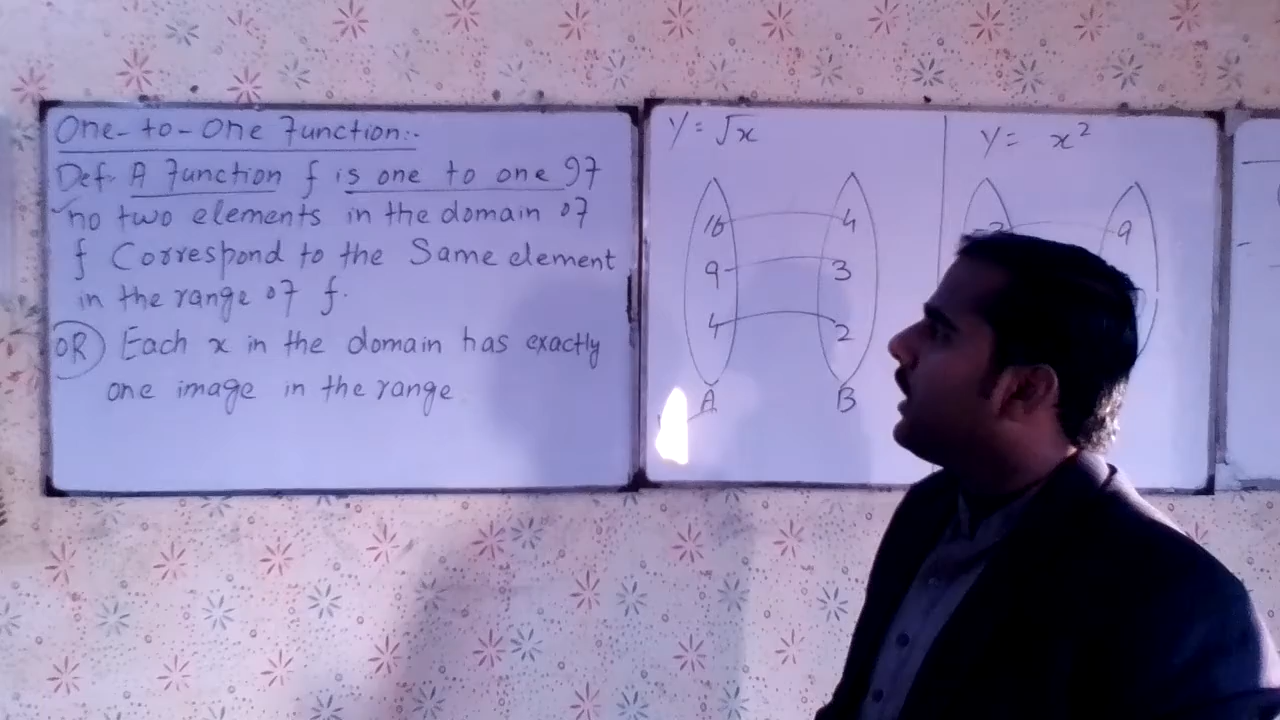 One-to-One Function:-
Def- A Function f is one to one If
no two elements in the domain of
f Correspond to the Same element
in the range of f.
OR Each x in the domain has exactly
one image in the range
Y = √x
16 4
9 3
4 2
A B
Y = x²
9